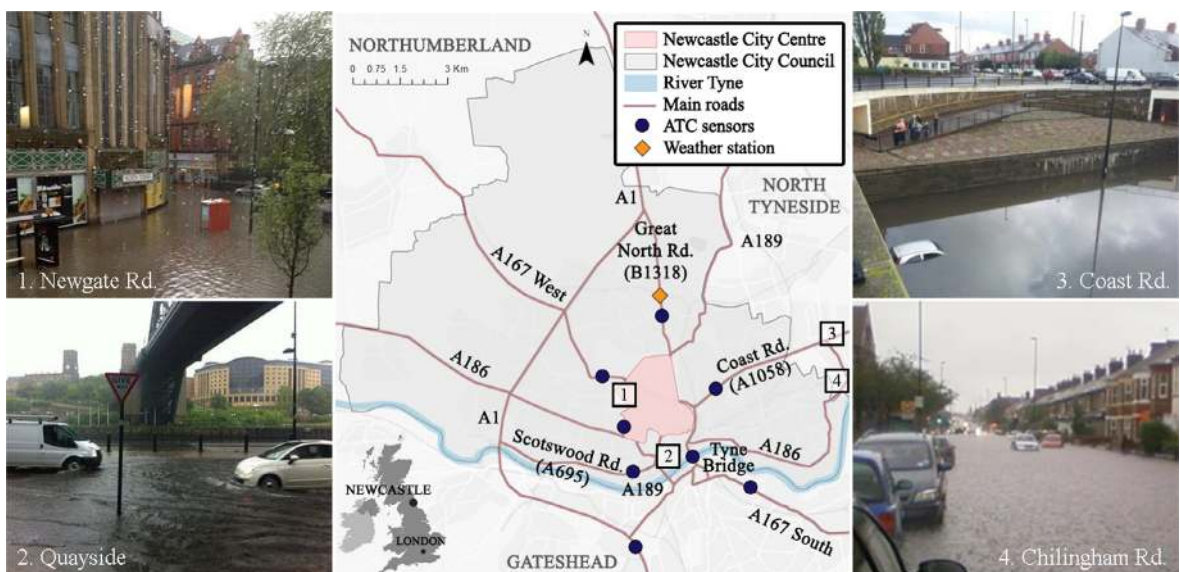 1. Newgate Rd.
2. Quayside
NORTHUMBERLAND
0 0.75 1.5 3 Km
N
Newcastle City Centre
Newcastle City Council
River Tyne
Main roads
ATC sensors
Weather station
NORTH
TYNESIDE
A1
Great
North Rd.
(B1318)
A189
A167 West
3
Coast Rd.
(A1058)
A186
1
4
A1
Scotswood Rd.
(A695)
2
Tyne
Bridge
A186
A189
A167 South
NEWCASTLE
LONDON
GATESHEAD
3. Coast Rd.
4. Chilingham Rd.
GIVE
WAY